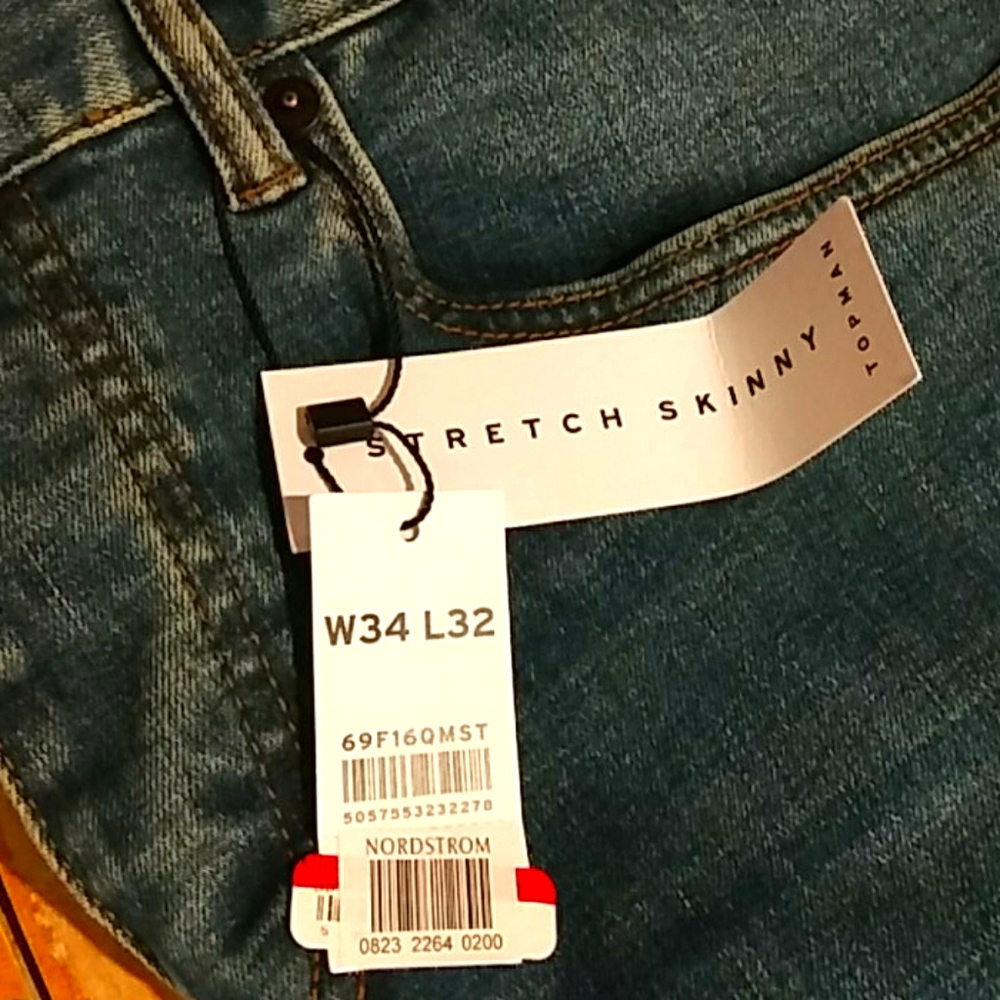 STRETCH SKINNY
TOPMAN
W34 L32
69F16QMST
5057553232270
NORDSTROM
0823 2264 0200